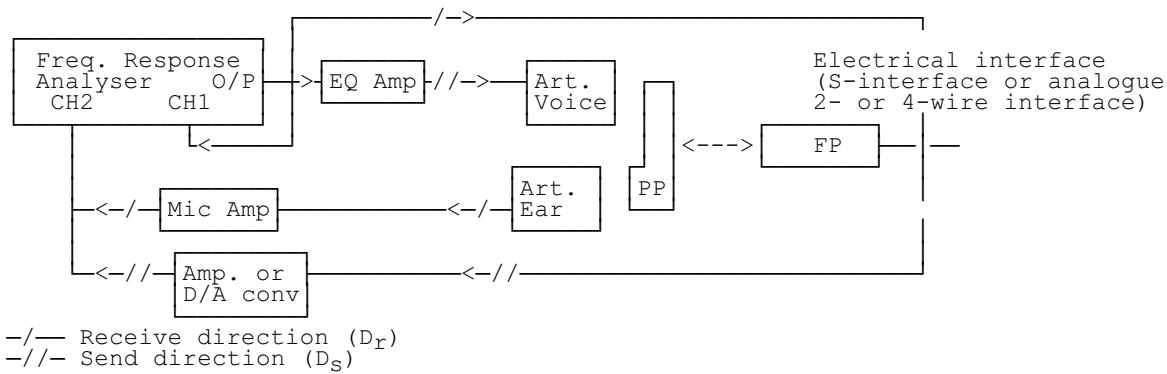 Freq. Response
Analyser O/P
CH2 CH1
EQ Amp
Art.
Voice
Electrical interface
(S-interface or analogue
2- or 4-wire interface)
FP
PP
Art.
Ear
Mic Amp
Amp. or
D/A conv
—/—— Receive direction (Dr)
—//— Send direction (Ds)